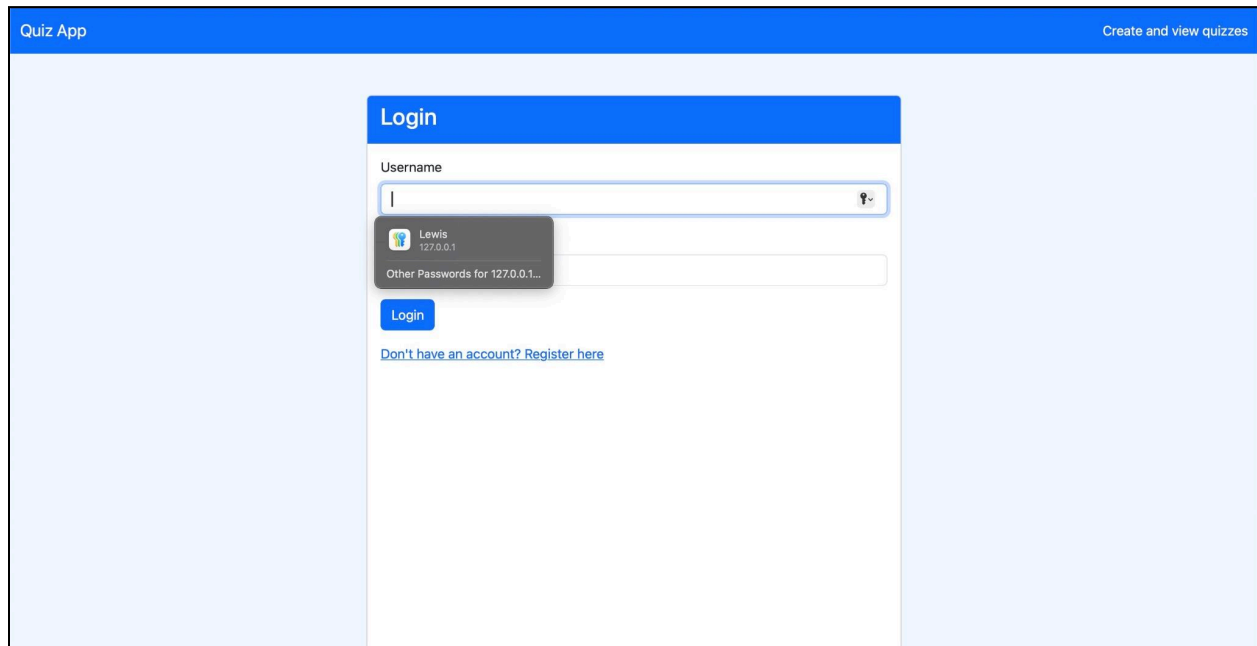 Quiz App
Create and view quizzes
Login
Username
Lewis
127.0.0.1
Other Passwords for 127.0.0.1...
Login
Don't have an account? Register here